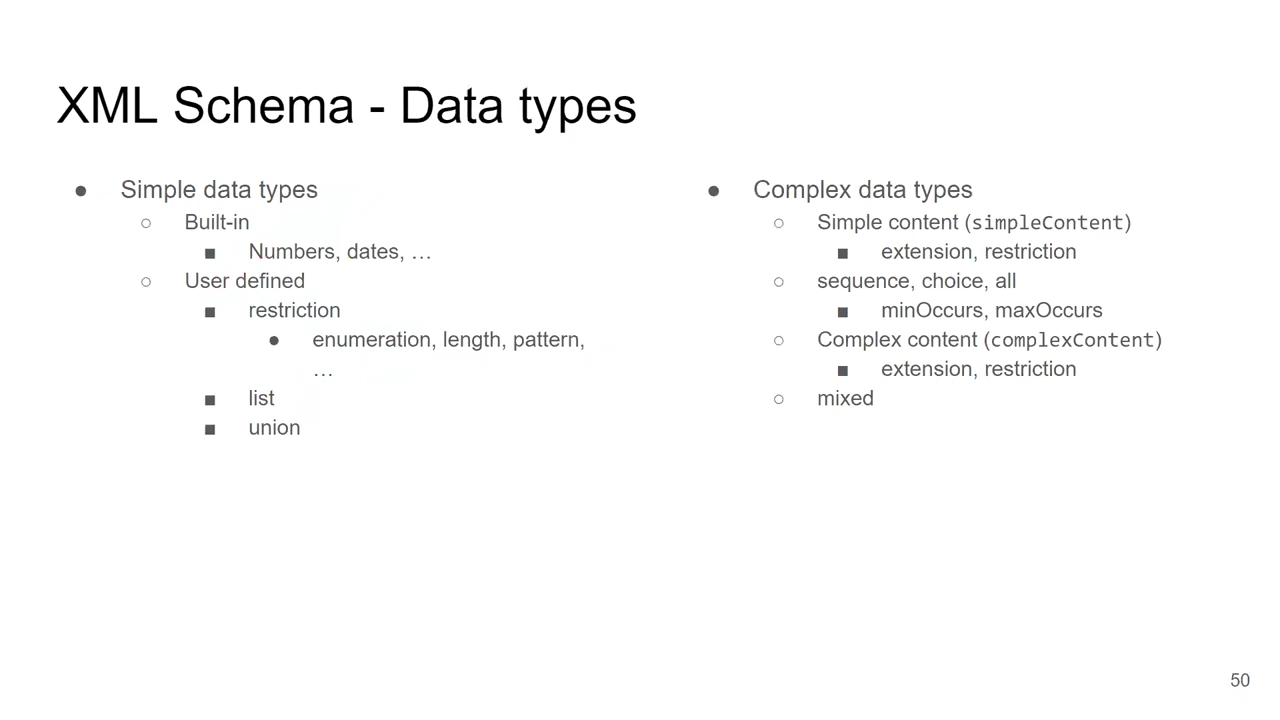 XML Schema - Data types
● Simple data types
○ Built-in
■ Numbers, dates, …
○ User defined
■ restriction
● enumeration, length, pattern,
…
■ list
■ union
● Complex data types
○ Simple content (simpleContent)
■ extension, restriction
○ sequence, choice, all
■ minOccurs, maxOccurs
○ Complex content (complexContent)
■ extension, restriction
○ mixed
50